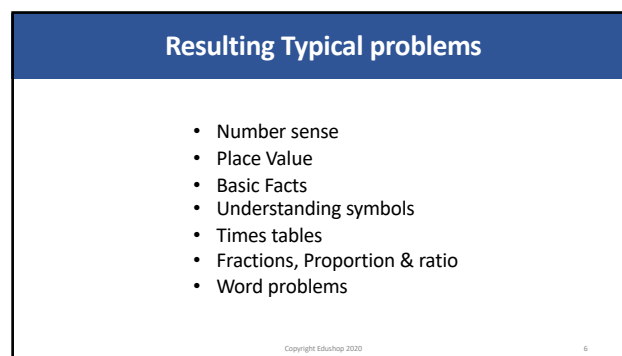 Resulting Typical problems
• Number sense
• Place Value
• Basic Facts
• Understanding symbols
• Times tables
• Fractions, Proportion & ratio
• Word problems
Copyright Edushop 2020
6